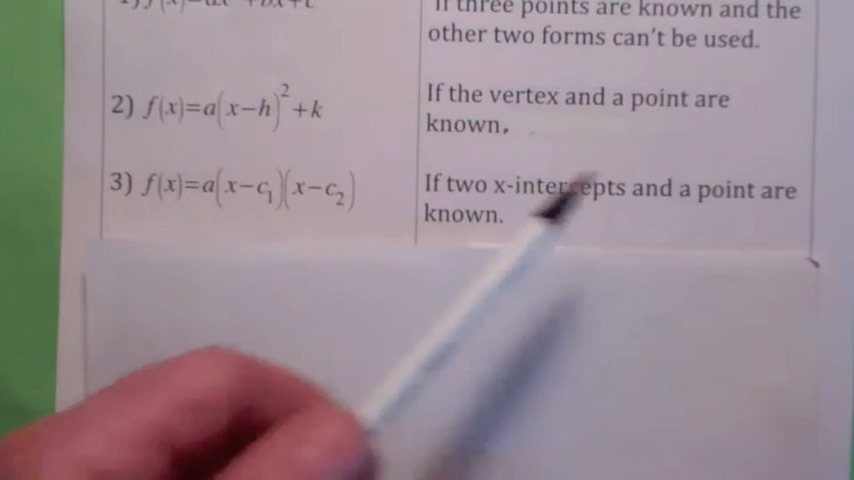 If three points are known and the
other two forms can't be used.
2) f(x)=a(x−h)²+k
If the vertex and a point are
known.
3) f(x)=a(x−c₁)(x−c₂)
If two x-intercepts and a point are
known.